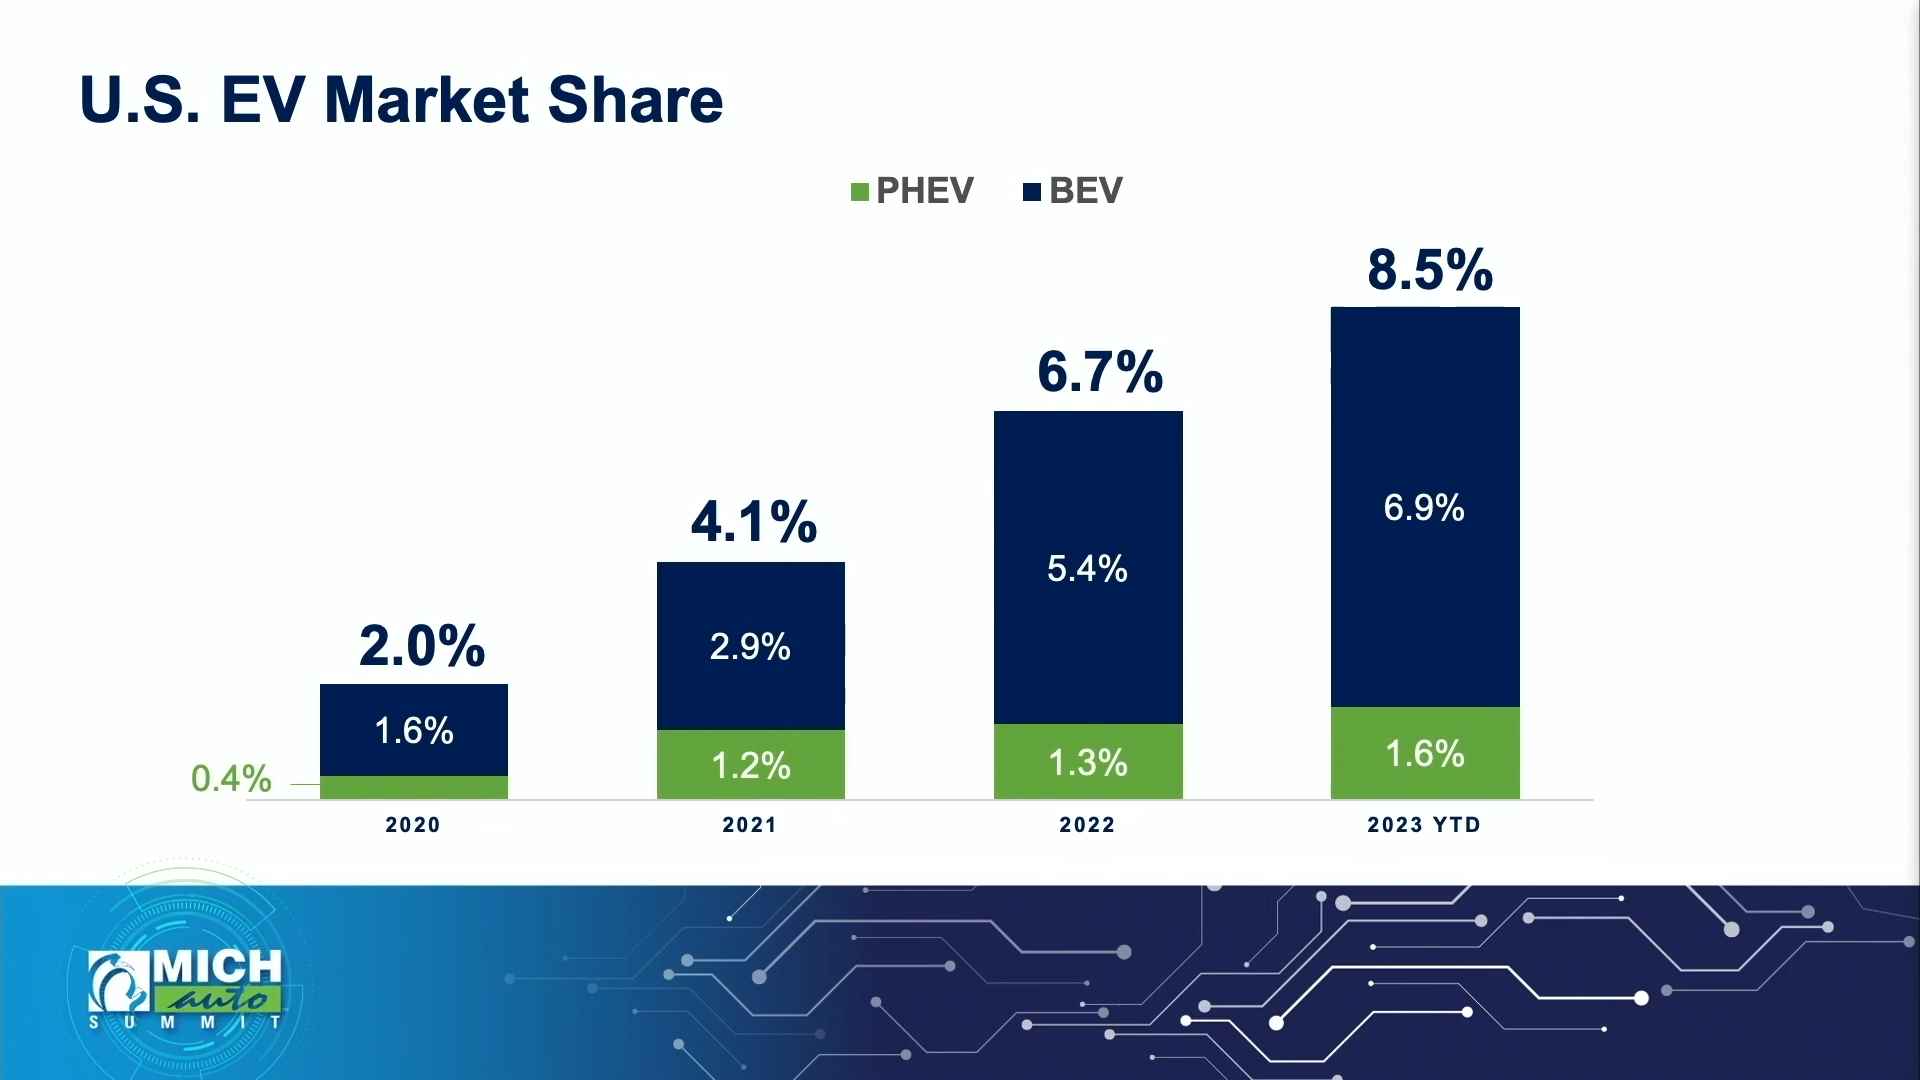 U.S. EV Market Share
PHEV BEV
8.5%
6.7%
6.9%
4.1%
5.4%
2.0%
2.9%
1.6%
1.2%
1.3%
1.6%
0.4%
2020 2021 2022 2023 YTD
MICH
auto
SUMMIT